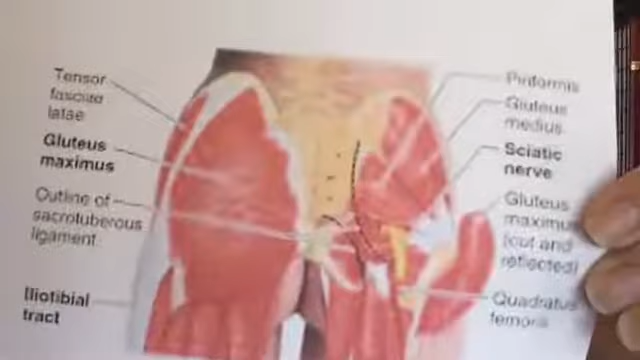 Tensor
fasciae
latae
Gluteus
maximus
Outline of
sacrotuberous
ligament
Iliotibial
tract
Piriformis
Gluteus
medius
Sciatic
nerve
Gluteus
maximus
(cut and
reflected)
Quadratus
femoris